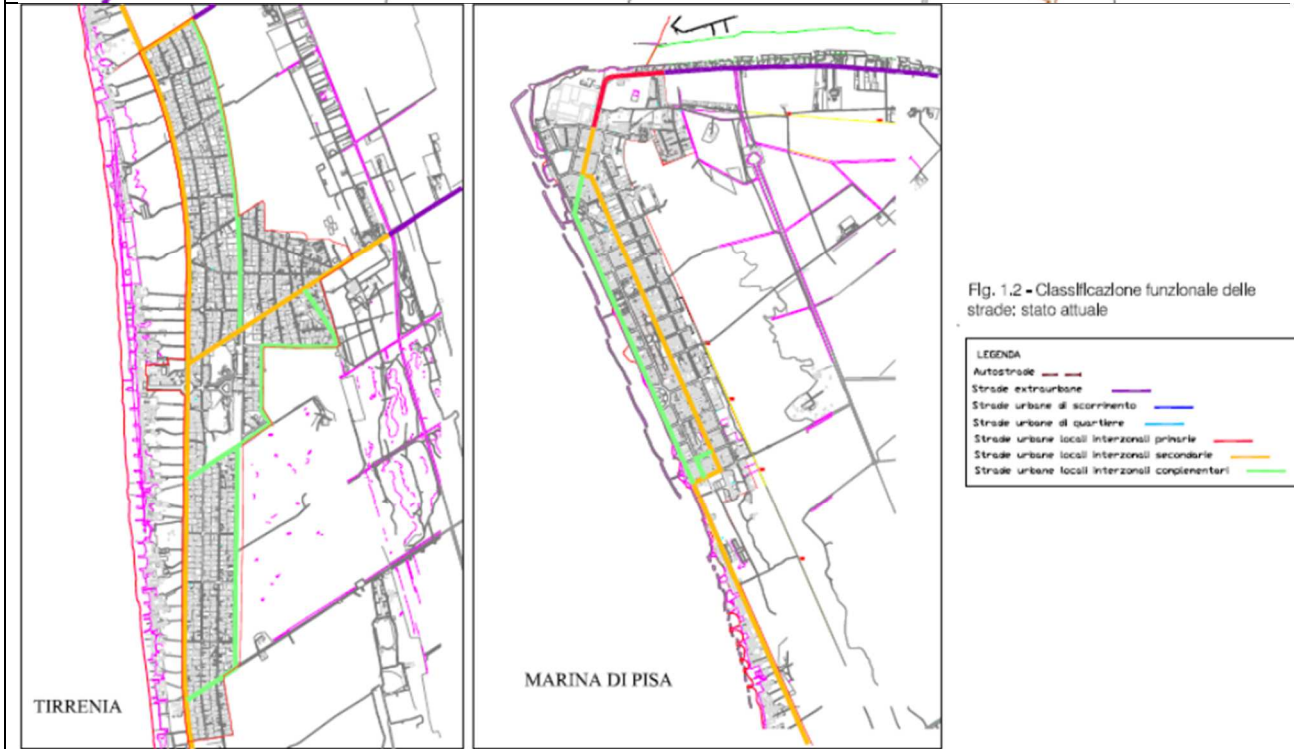 TIRRENIA
MARINA DI PISA
Fig. 1.2 - Classificazione funzionale delle
strade: stato attuale
LEGENDA
Autostrade
Strade extraurbane
Strade urbane di scorrimento
Strade urbane di quartiere
Strade urbane locali interzonali primarie
Strade urbane locali interzonali secondarie
Strade urbane locali interzonali complementari